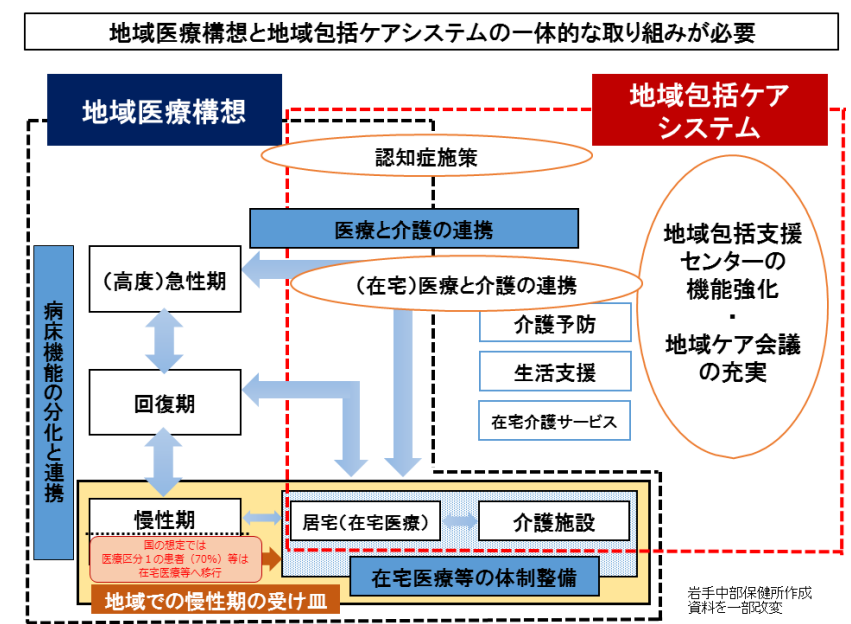 地域医療構想と地域包括ケアシステムの一体的な取り組みが必要
地域医療構想
地域包括ケア
システム
認知症施策
医療と介護の連携
(高度)急性期
(在宅)医療と介護の連携
地域包括支援
センターの
機能強化
・
地域ケア会議
の充実
介護予防
生活支援
在宅介護サービス
病床機能の分化と連携
回復期
慢性期
居宅(在宅医療)
介護施設
国の想定では
医療区分1の患者(70%)等は
在宅医療等へ移行
在宅医療等の体制整備
地域での慢性期の受け皿
岩手中部保健所作成
資料を一部改変